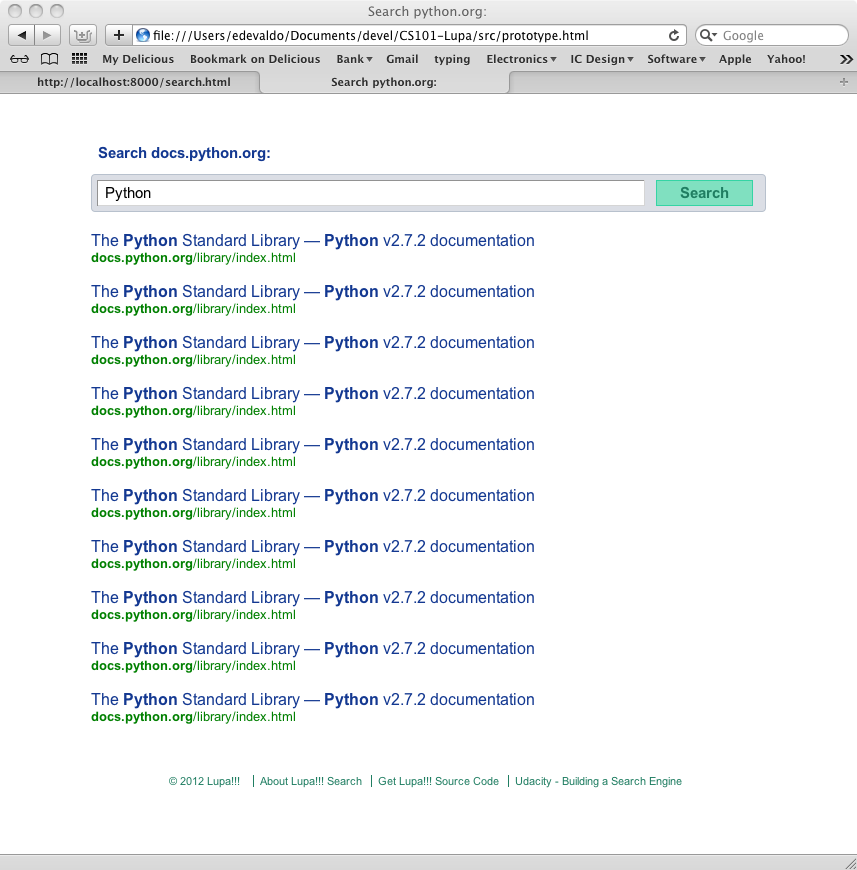 Search python.org:
file:///Users/edevaldo/Documents/devel/CS101-Lupa/src/prototype.html
Google
My Delicious Bookmark on Delicious Bank Gmail typing Electronics IC Design Software Apple Yahoo!
http://localhost:8000/search.html Search python.org:
Search docs.python.org:
Python Search
The Python Standard Library — Python v2.7.2 documentation
docs.python.org/library/index.html
The Python Standard Library — Python v2.7.2 documentation
docs.python.org/library/index.html
The Python Standard Library — Python v2.7.2 documentation
docs.python.org/library/index.html
The Python Standard Library — Python v2.7.2 documentation
docs.python.org/library/index.html
The Python Standard Library — Python v2.7.2 documentation
docs.python.org/library/index.html
The Python Standard Library — Python v2.7.2 documentation
docs.python.org/library/index.html
The Python Standard Library — Python v2.7.2 documentation
docs.python.org/library/index.html
The Python Standard Library — Python v2.7.2 documentation
docs.python.org/library/index.html
The Python Standard Library — Python v2.7.2 documentation
docs.python.org/library/index.html
The Python Standard Library — Python v2.7.2 documentation
docs.python.org/library/index.html
© 2012 Lupa!!! | About Lupa!!! Search | Get Lupa!!! Source Code | Udacity - Building a Search Engine